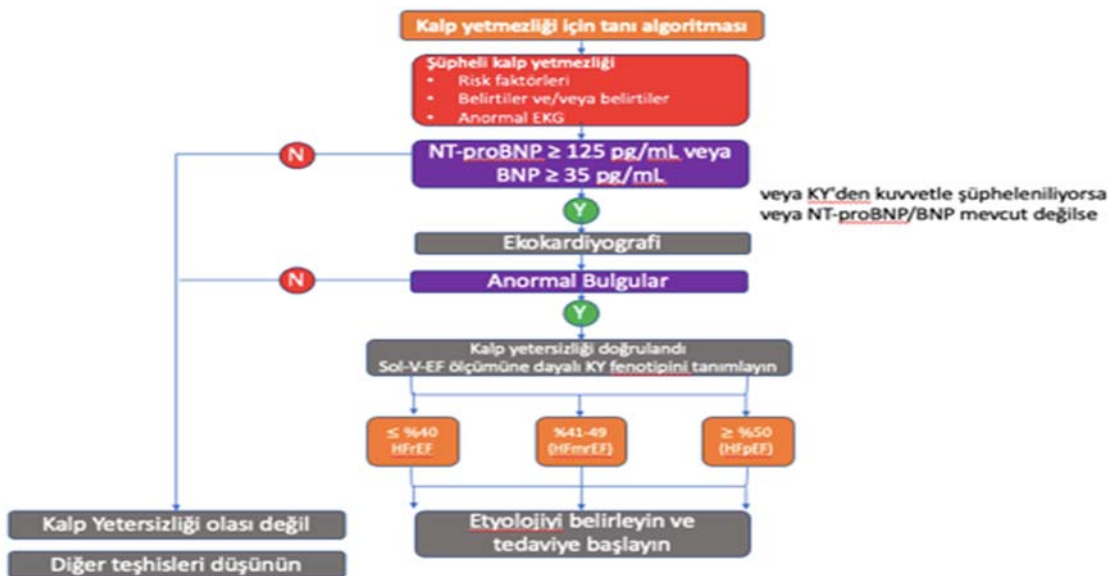 Kalp yetmezliği için tanı algoritması
Şüpheli kalp yetmezliği
• Risk faktörleri
• Belirtiler ve/veya belirtiler
• Anormal EKG
N
NT-proBNP ≥ 125 pg/mL veya
BNP ≥ 35 pg/mL
veya KY'den kuvvetle şüpheleniliyorsa
veya NT-proBNP/BNP mevcut değilse
Y
Ekokardiyografi
N
Anormal Bulgular
Y
Kalp yetersizliği doğrulandı
Sol-V-EF ölçümüne dayalı KY fenotipini tanımlayın
≤ %40
HFrEF
%41-49
(HFmrEF)
≥ %50
(HFpEF)
Kalp Yetersizliği olası değil
Diğer teşhisleri düşünün
Etyolojiyi belirleyin ve
tedaviye başlayın